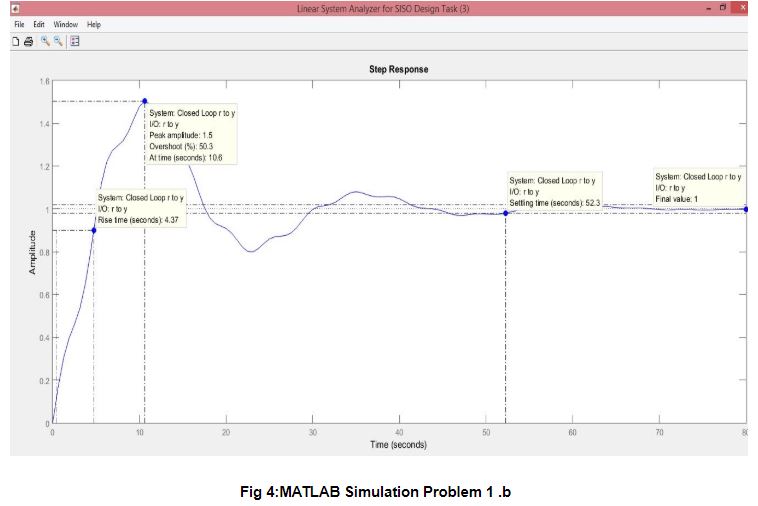 Linear System Analyzer for SISO Design Task (3)
File Edit Window Help
Step Response
System: Closed Loop r to y
I/O: r to y
Peak amplitude: 1.5
Overshoot (%): 50.3
At time (seconds): 10.6
System: Closed Loop r to y
I/O: r to y
Rise time (seconds): 4.37
System: Closed Loop r to y
I/O: r to y
Settling time (seconds): 52.3
System: Closed Loop r to y
I/O: r to y
Final value: 1
Amplitude
1.6
1.4
1.2
1
0.8
0.6
0.4
0.2
0
0 10 20 30 40 50 60 70 80
Time (seconds)
Fig 4:MATLAB Simulation Problem 1 .b